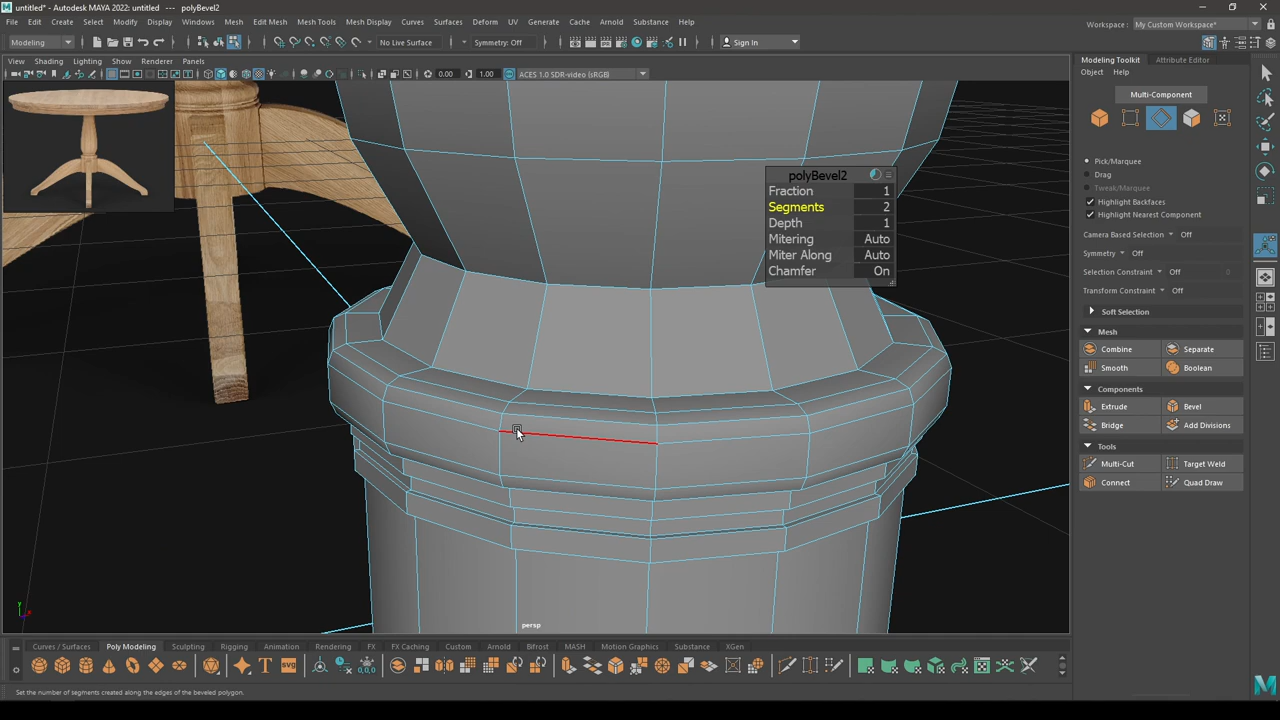 untitled* - Autodesk MAYA 2022: untitled --- polyBevel2
File Edit Create Select Modify Display Windows Mesh Edit Mesh Mesh Tools Mesh Display Curves Surfaces Deform UV Generate Cache Arnold Substance Help
Workspace : My Custom Workspace*
Modeling No Live Surface Symmetry: Off Sign In
View Shading Lighting Show Renderer Panels
0.00 1.00 ACES 1.0 SDR-video (sRGB)
polyBevel2
Fraction 1
Segments 2
Depth 1
Mitering Auto
Miter Along Auto
Chamfer On
persp
Modeling Toolkit Attribute Editor
Object Help
Multi-Component
Pick/Marquee
Drag
Tweak/Marquee
Highlight Backfaces
Highlight Nearest Component
Camera Based Selection Off
Symmetry Off
Selection Constraint Off
Transform Constraint Off
Soft Selection
Mesh
Combine Separate
Smooth Boolean
Components
Extrude Bevel
Bridge Add Divisions
Tools
Multi-Cut Target Weld
Connect Quad Draw
Curves / Surfaces Poly Modeling Sculpting Rigging Animation Rendering FX FX Caching Custom Arnold Bifrost MASH Motion Graphics Substance XGen
Set the number of segments created along the edges of the beveled polygon.